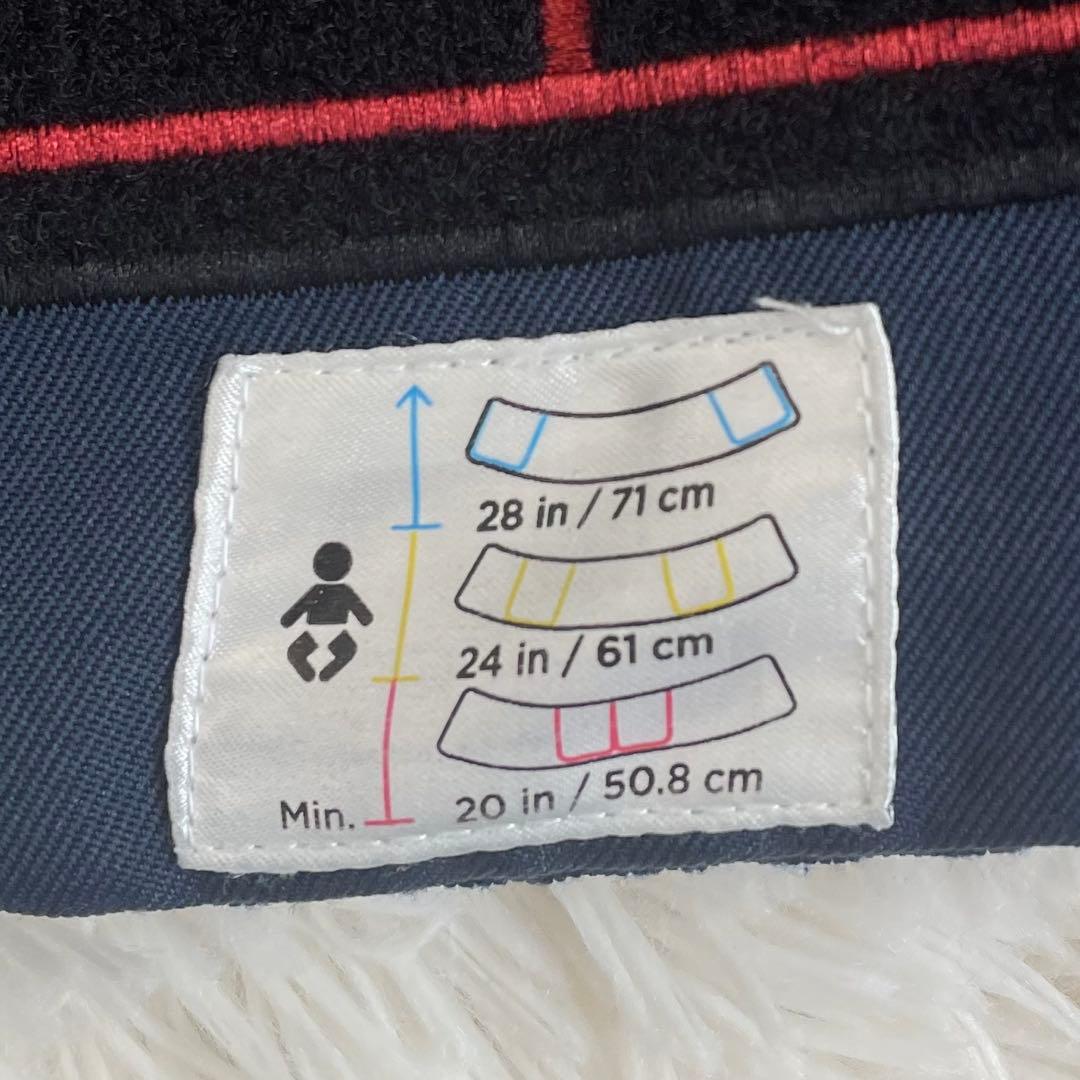 28 in / 71 cm
24 in / 61 cm
Min. 20 in / 50.8 cm